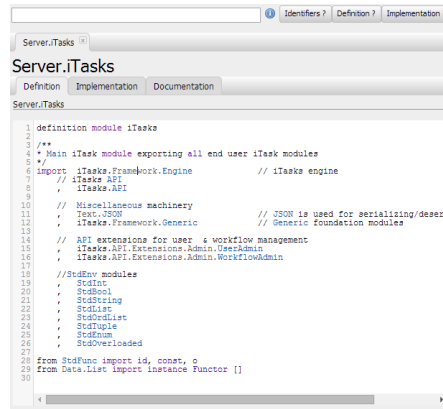 Identifiers ? Definition ? Implementation
Server.iTasks
Server.iTasks
Definition Implementation Documentation
Server.iTasks
1 definition module iTasks
2
3 /**
4 * Main iTask module exporting all end user iTask modules
5 */
6 import iTasks.Framework.Engine // iTasks engine
7 // iTasks API
8 , iTasks.API
9
10 // Miscellaneous machinery
11 , Text.JSON // JSON is used for serializing/deser
12 , iTasks.Framework.Generic // Generic foundation modules
13
14 // API extensions for user & workflow management
15 , iTasks.API.Extensions.Admin.UserAdmin
16 , iTasks.API.Extensions.Admin.WorkflowAdmin
17
18 //StdEnv modules
19 , StdInt
20 , StdBool
21 , StdString
22 , StdList
23 , StdOrdList
24 , StdTuple
25 , StdEnum
26 , StdOverloaded
27
28 from StdFunc import id, const, o
29 from Data.List import instance Functor []
30